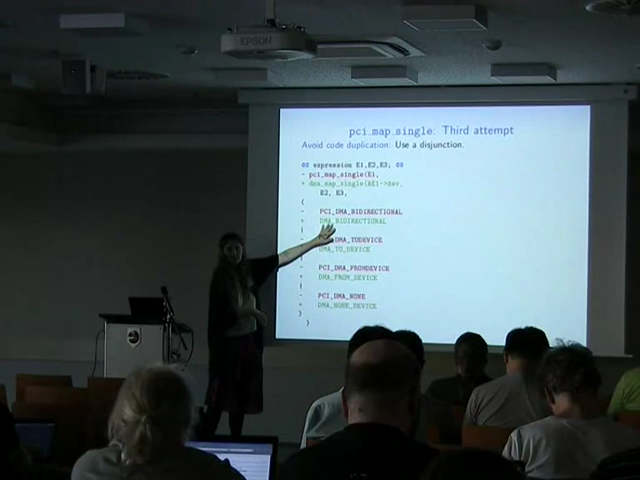 EPSON
pci_map_single: Third attempt
Avoid code duplication: Use a disjunction.
@@ expression E1,E2,E3; @@
- pci_map_single(E1,
+ dma_map_single(&E1->dev,
E2, E3,
(
- PCI_DMA_BIDIRECTIONAL
+ DMA_BIDIRECTIONAL
|
- DMA_TODEVICE
+ DMA_TO_DEVICE
|
- PCI_DMA_FROMDEVICE
+ DMA_FROM_DEVICE
|
- PCI_DMA_NONE
+ DMA_NONE_DEVICE
)
)